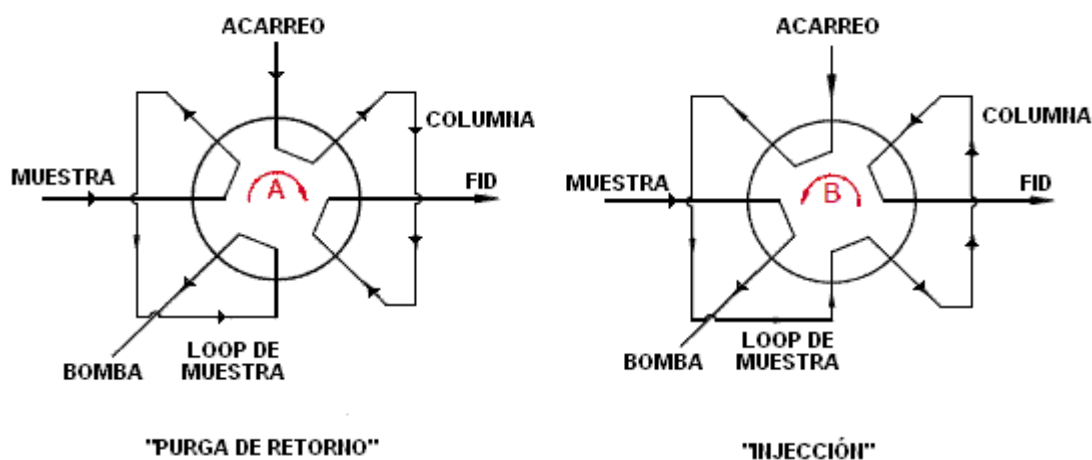 ACARREO
COLUMNA
MUESTRA
A
FID
LOOP DE
MUESTRA
BOMBA
"PURGA DE RETORNO"
ACARREO
COLUMNA
MUESTRA
B
FID
LOOP DE
MUESTRA
BOMBA
"INJECCIÓN"